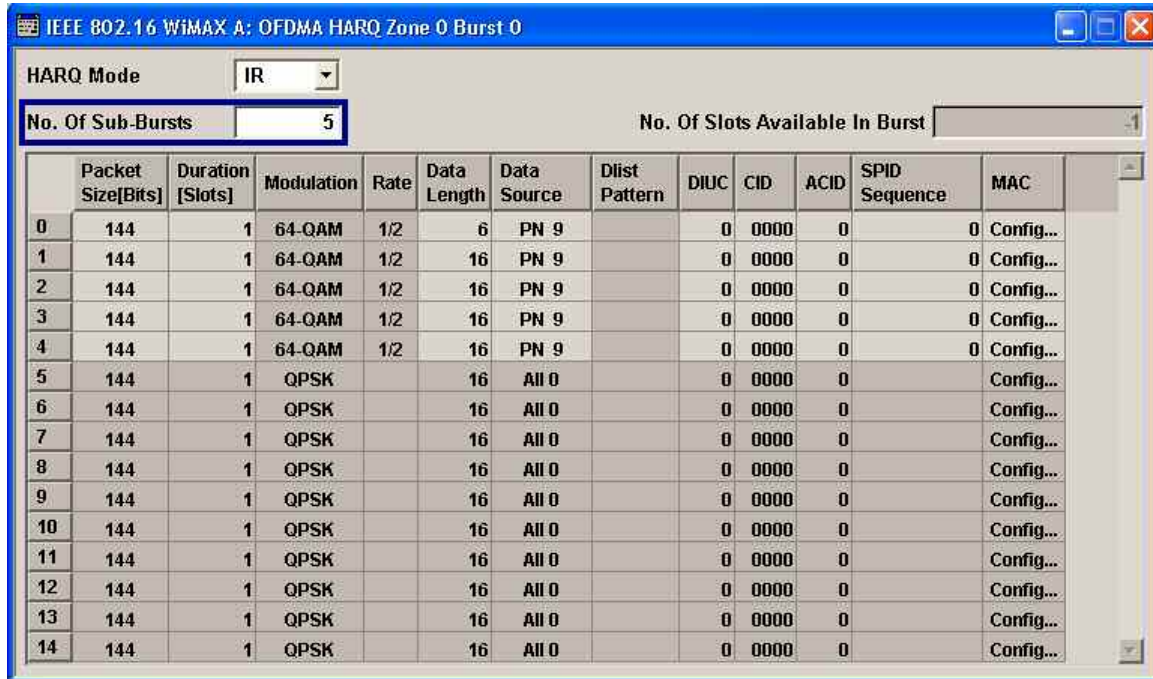 IEEE 802.16 WiMAX A: OFDMA HARQ Zone 0 Burst 0
HARQ Mode IR
No. Of Sub-Bursts 5 No. Of Slots Available In Burst -1
Packet Size[Bits] Duration [Slots] Modulation Rate Data Length Data Source Dlist Pattern DIUC CID ACID SPID Sequence MAC
0 144 1 64-QAM 1/2 6 PN 9 0 0000 0 0 Config...
1 144 1 64-QAM 1/2 16 PN 9 0 0000 0 0 Config...
2 144 1 64-QAM 1/2 16 PN 9 0 0000 0 0 Config...
3 144 1 64-QAM 1/2 16 PN 9 0 0000 0 0 Config...
4 144 1 64-QAM 1/2 16 PN 9 0 0000 0 0 Config...
5 144 1 QPSK 16 All 0 0 0000 0 Config...
6 144 1 QPSK 16 All 0 0 0000 0 Config...
7 144 1 QPSK 16 All 0 0 0000 0 Config...
8 144 1 QPSK 16 All 0 0 0000 0 Config...
9 144 1 QPSK 16 All 0 0 0000 0 Config...
10 144 1 QPSK 16 All 0 0 0000 0 Config...
11 144 1 QPSK 16 All 0 0 0000 0 Config...
12 144 1 QPSK 16 All 0 0 0000 0 Config...
13 144 1 QPSK 16 All 0 0 0000 0 Config...
14 144 1 QPSK 16 All 0 0 0000 0 Config...